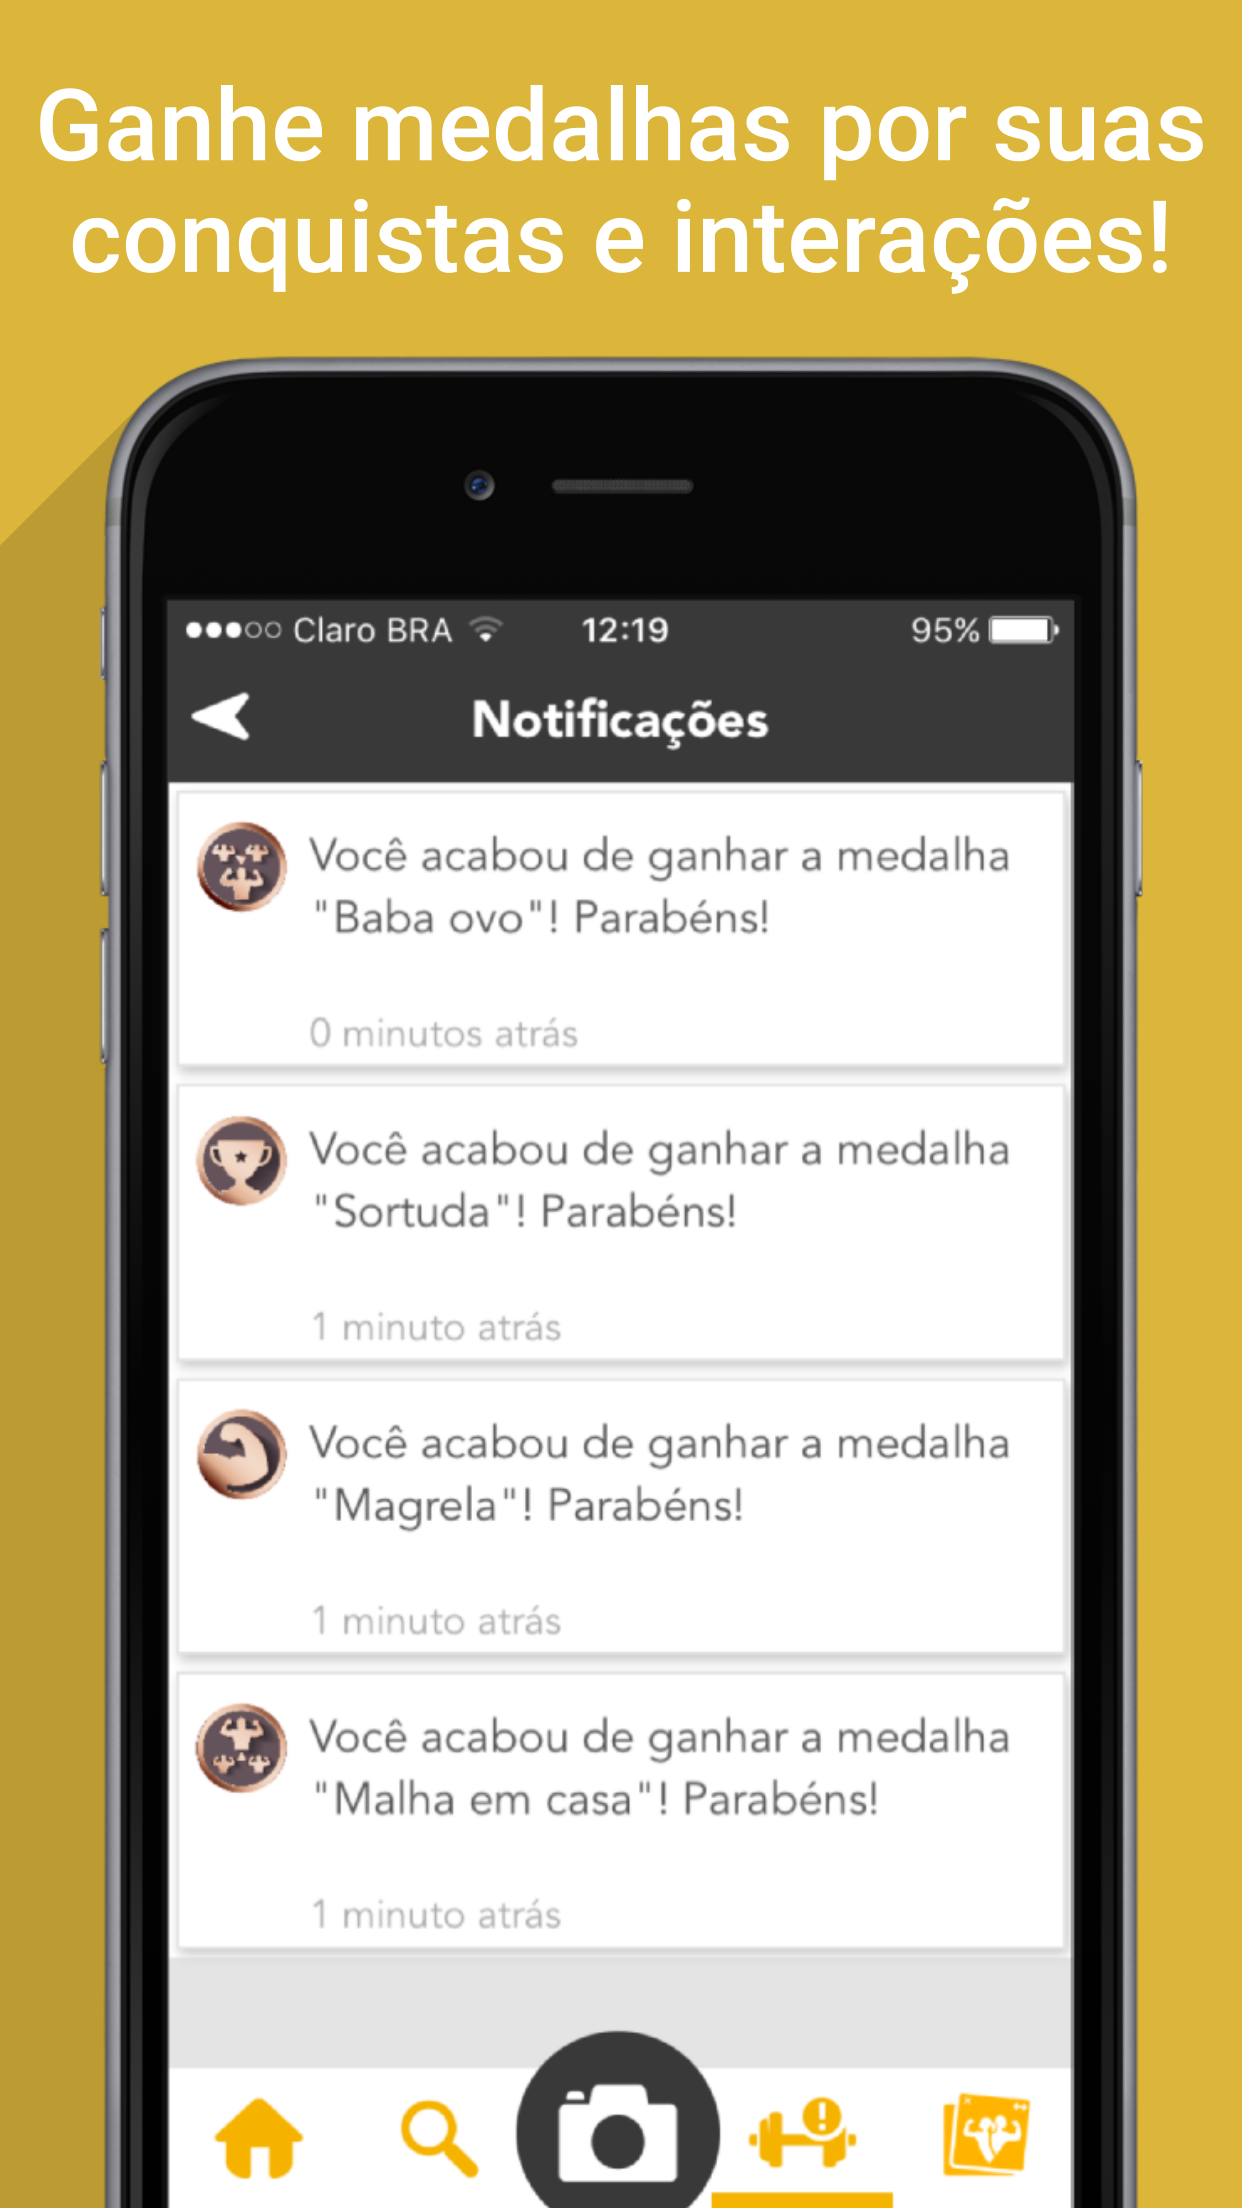 Ganhe medalhas por suas
conquistas e interações!
Claro BRA 12:19 95%
Notificações
Você acabou de ganhar a medalha
"Baba ovo"! Parabéns!
0 minutos atrás
Você acabou de ganhar a medalha
"Sortuda"! Parabéns!
1 minuto atrás
Você acabou de ganhar a medalha
"Magrela"! Parabéns!
1 minuto atrás
Você acabou de ganhar a medalha
"Malha em casa"! Parabéns!
1 minuto atrás